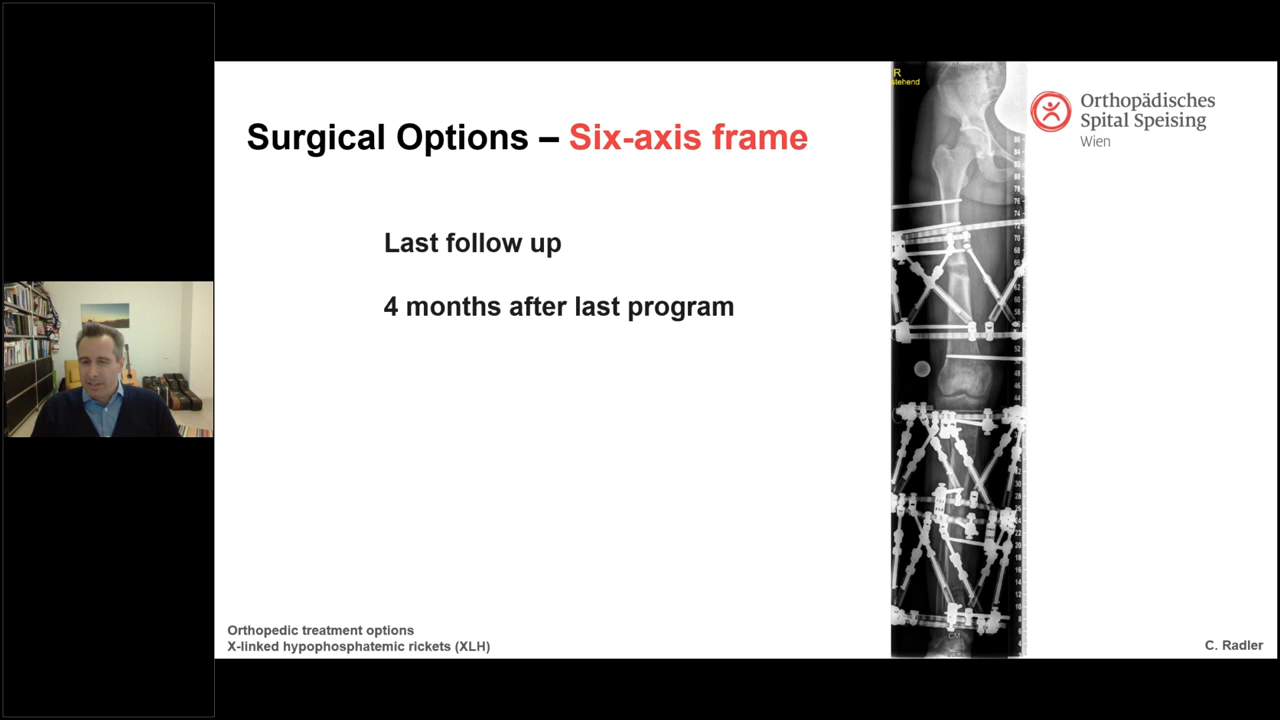 Surgical Options – Six-axis frame
R
stehend
Orthopädisches
Spital Speising
Wien
Last follow up
4 months after last program
CM
Orthopedic treatment options
X-linked hypophosphatemic rickets (XLH)
C. Radler